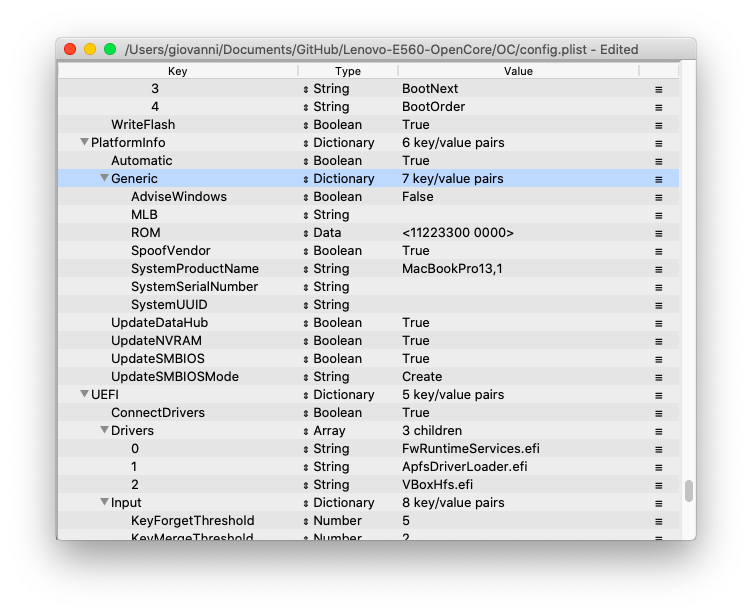 /Users/giovanni/Documents/GitHub/Lenovo-E560-OpenCore/OC/config.plist - Edited
Key Type Value
3 String BootNext
4 String BootOrder
WriteFlash Boolean True
PlatformInfo Dictionary 6 key/value pairs
Automatic Boolean True
Generic Dictionary 7 key/value pairs
AdviseWindows Boolean False
MLB String
ROM Data <11223300 0000>
SpoofVendor Boolean True
SystemProductName String MacBookPro13,1
SystemSerialNumber String
SystemUUID String
UpdateDataHub Boolean True
UpdateNVRAM Boolean True
UpdateSMBIOS Boolean True
UpdateSMBIOSMode String Create
UEFI Dictionary 5 key/value pairs
ConnectDrivers Boolean True
Drivers Array 3 children
0 String FwRuntimeServices.efi
1 String ApfsDriverLoader.efi
2 String VBoxHfs.efi
Input Dictionary 8 key/value pairs
KeyForgetThreshold Number 5
KeyMergeThreshold Number 2